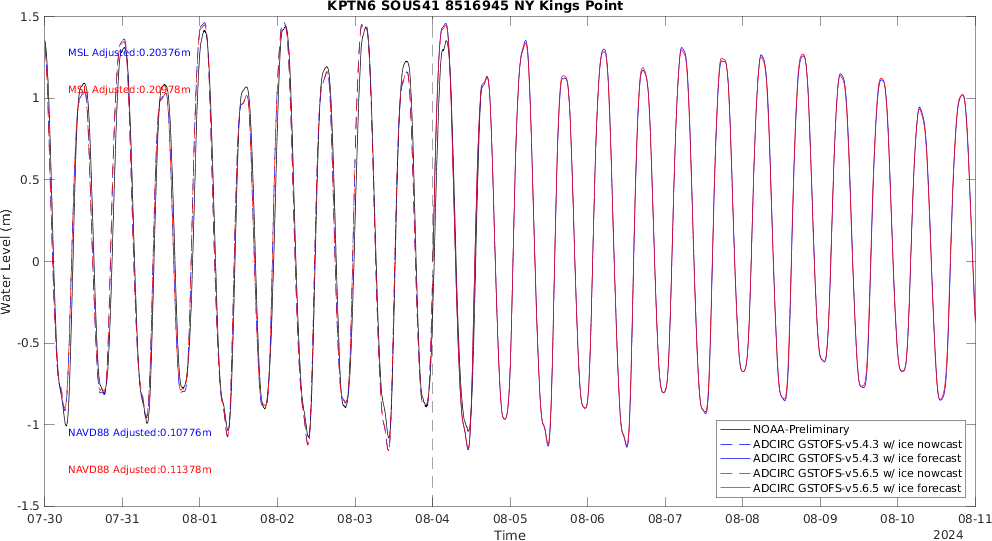 KPTN6 SOUS41 8516945 NY Kings Point
1.5
1
0.5
0
-0.5
-1
-1.5
Water Level (m)
MSL Adjusted:0.20376m
MSL Adjusted:0.20978m
NAVD88 Adjusted:0.10776m
NAVD88 Adjusted:0.11378m
NOAA-Preliminary
ADCIRC GSTOFS-v5.4.3 w/ ice nowcast
ADCIRC GSTOFS-v5.4.3 w/ ice forecast
ADCIRC GSTOFS-v5.6.5 w/ ice nowcast
ADCIRC GSTOFS-v5.6.5 w/ ice forecast
07-30 07-31 08-01 08-02 08-03 08-04 08-05 08-06 08-07 08-08 08-09 08-10 08-11
Time
2024